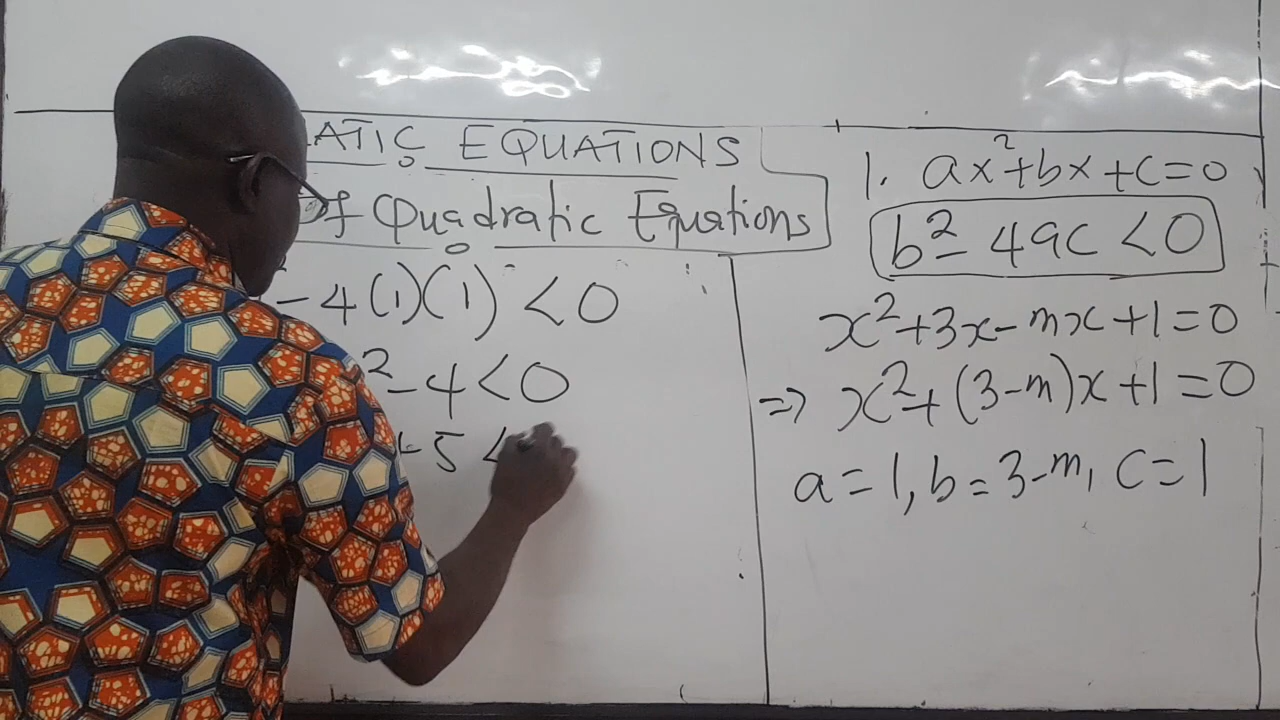 ATIC EQUATIONS
of Quadratic Equations
- 4(1)(1) < 0
² - 4 < 0
+ 5 <
1. ax² + bx + c = 0
b² - 4ac < 0
x² + 3x - mx + 1 = 0
⇒ x² + (3 - m)x + 1 = 0
a = 1, b = 3 - m, c = 1